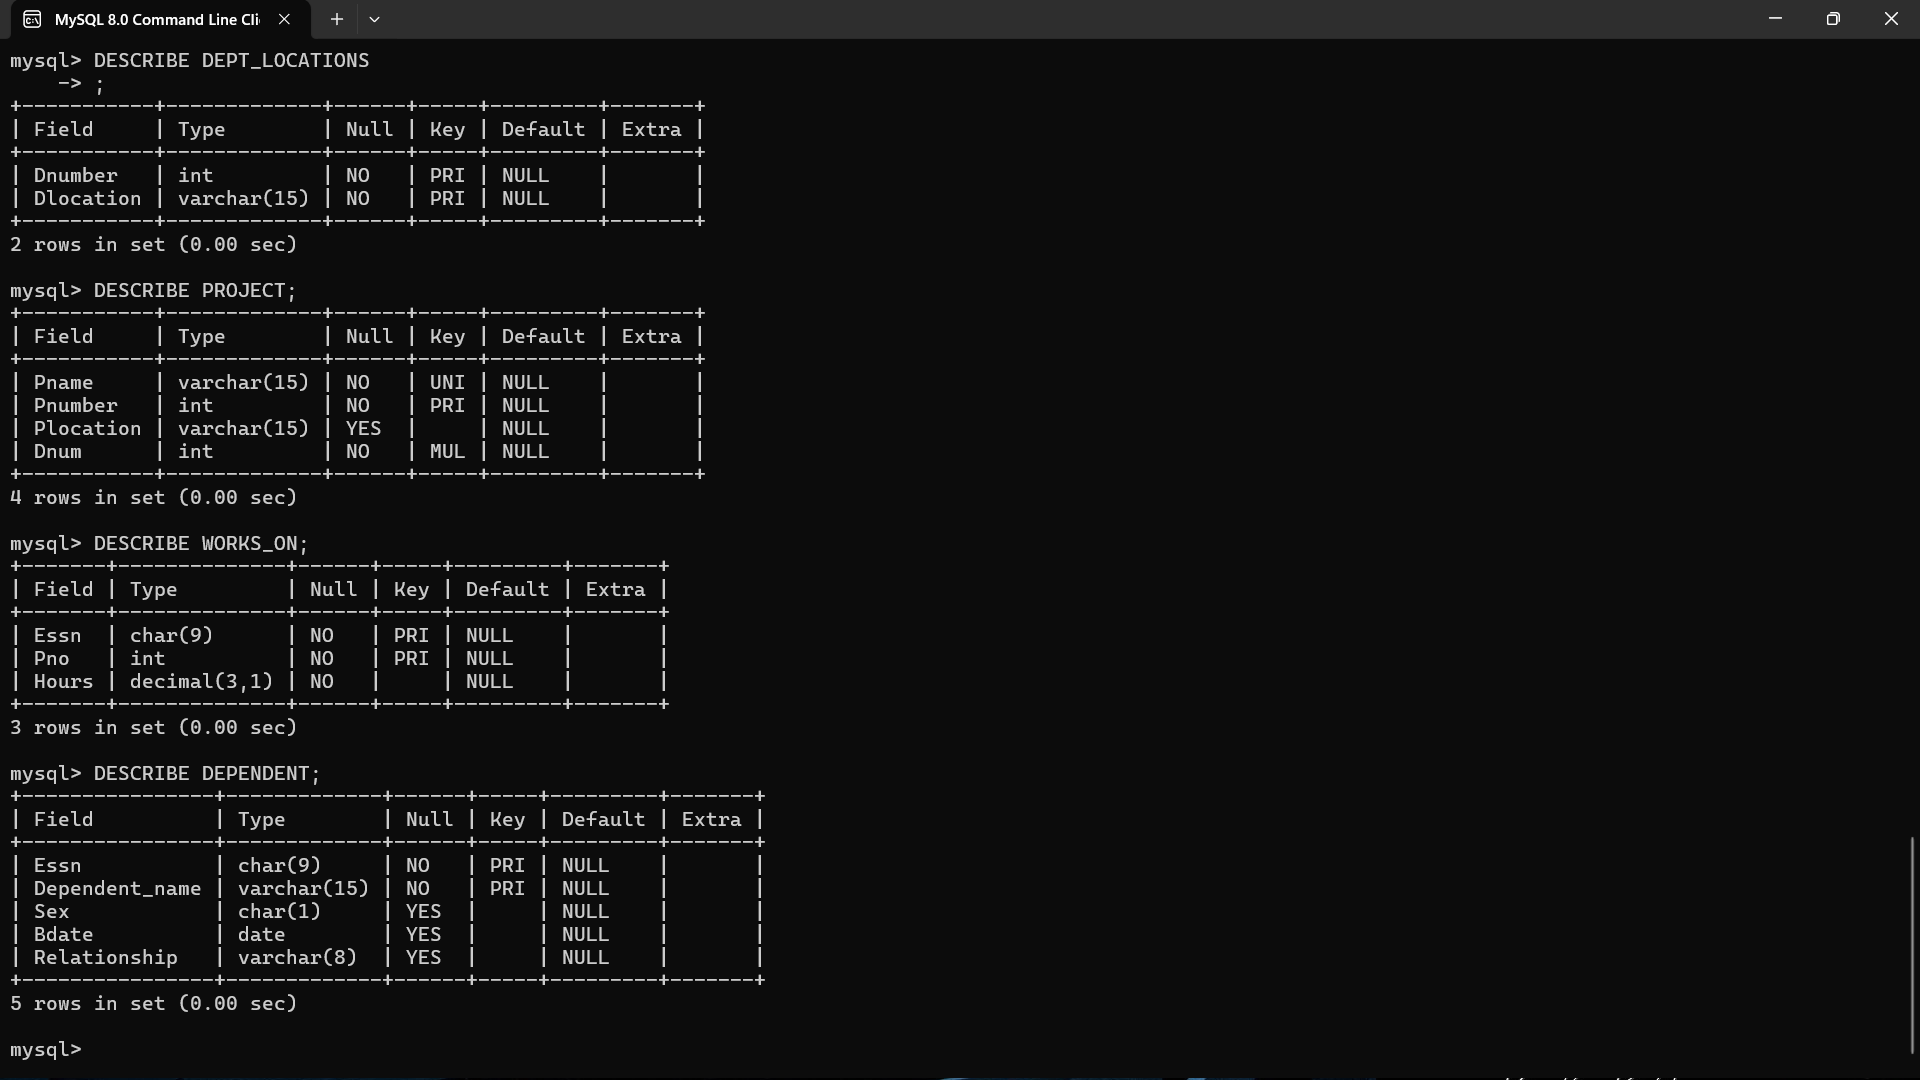 MySQL 8.0 Command Line Cli
mysql> DESCRIBE DEPT_LOCATIONS
    -> ;
+-----------+-------------+------+-----+---------+-------+
| Field     | Type        | Null | Key | Default | Extra |
+-----------+-------------+------+-----+---------+-------+
| Dnumber   | int         | NO   | PRI | NULL    |       |
| Dlocation | varchar(15) | NO   | PRI | NULL    |       |
+-----------+-------------+------+-----+---------+-------+
2 rows in set (0.00 sec)
mysql> DESCRIBE PROJECT;
+-----------+-------------+------+-----+---------+-------+
| Field     | Type        | Null | Key | Default | Extra |
+-----------+-------------+------+-----+---------+-------+
| Pname     | varchar(15) | NO   | UNI | NULL    |       |
| Pnumber   | int         | NO   | PRI | NULL    |       |
| Plocation | varchar(15) | YES  |     | NULL    |       |
| Dnum      | int         | NO   | MUL | NULL    |       |
+-----------+-------------+------+-----+---------+-------+
4 rows in set (0.00 sec)
mysql> DESCRIBE WORKS_ON;
+-------+--------------+------+-----+---------+-------+
| Field | Type         | Null | Key | Default | Extra |
+-------+--------------+------+-----+---------+-------+
| Essn  | char(9)      | NO   | PRI | NULL    |       |
| Pno   | int          | NO   | PRI | NULL    |       |
| Hours | decimal(3,1) | NO   |     | NULL    |       |
+-------+--------------+------+-----+---------+-------+
3 rows in set (0.00 sec)
mysql> DESCRIBE DEPENDENT;
+----------------+-------------+------+-----+---------+-------+
| Field          | Type        | Null | Key | Default | Extra |
+----------------+-------------+------+-----+---------+-------+
| Essn           | char(9)     | NO   | PRI | NULL    |       |
| Dependent_name | varchar(15) | NO   | PRI | NULL    |       |
| Sex            | char(1)     | YES  |     | NULL    |       |
| Bdate          | date        | YES  |     | NULL    |       |
| Relationship   | varchar(8)  | YES  |     | NULL    |       |
+----------------+-------------+------+-----+---------+-------+
5 rows in set (0.00 sec)
mysql>